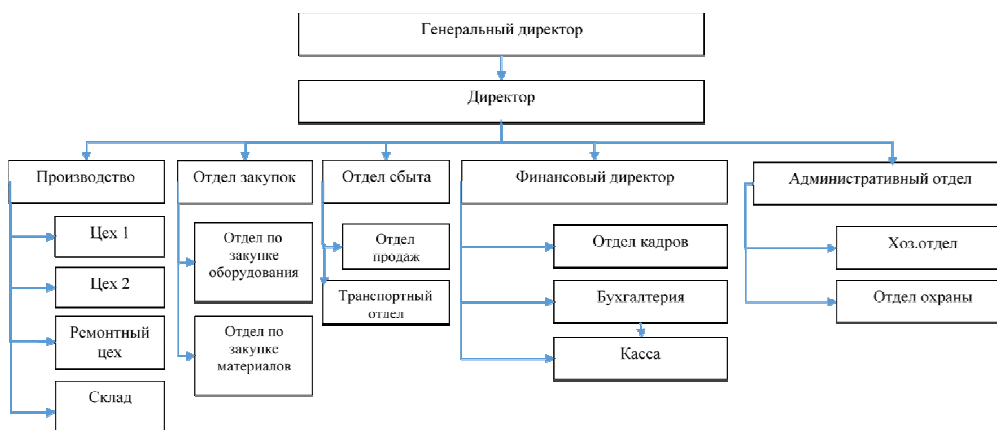 Генеральный директор
Директор
Производство
Отдел закупок
Отдел сбыта
Финансовый директор
Административный отдел
Цех 1
Цех 2
Ремонтный
цех
Склад
Отдел по
закупке
оборудования
Отдел по
закупке
материалов
Отдел
продаж
Транспортный
отдел
Отдел кадров
Бухгалтерия
Касса
Хоз.отдел
Отдел охраны